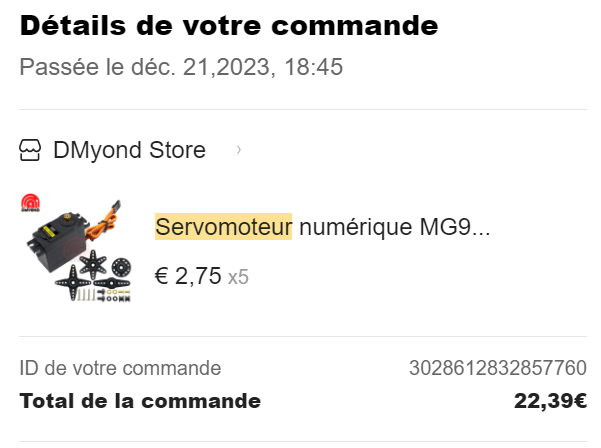 Détails de votre commande
Passée le déc. 21,2023, 18:45
DMyond Store
DMYOND
Servomoteur numérique MG9...
€ 2,75 x5
ID de votre commande 3028612832857760
Total de la commande 22,39€